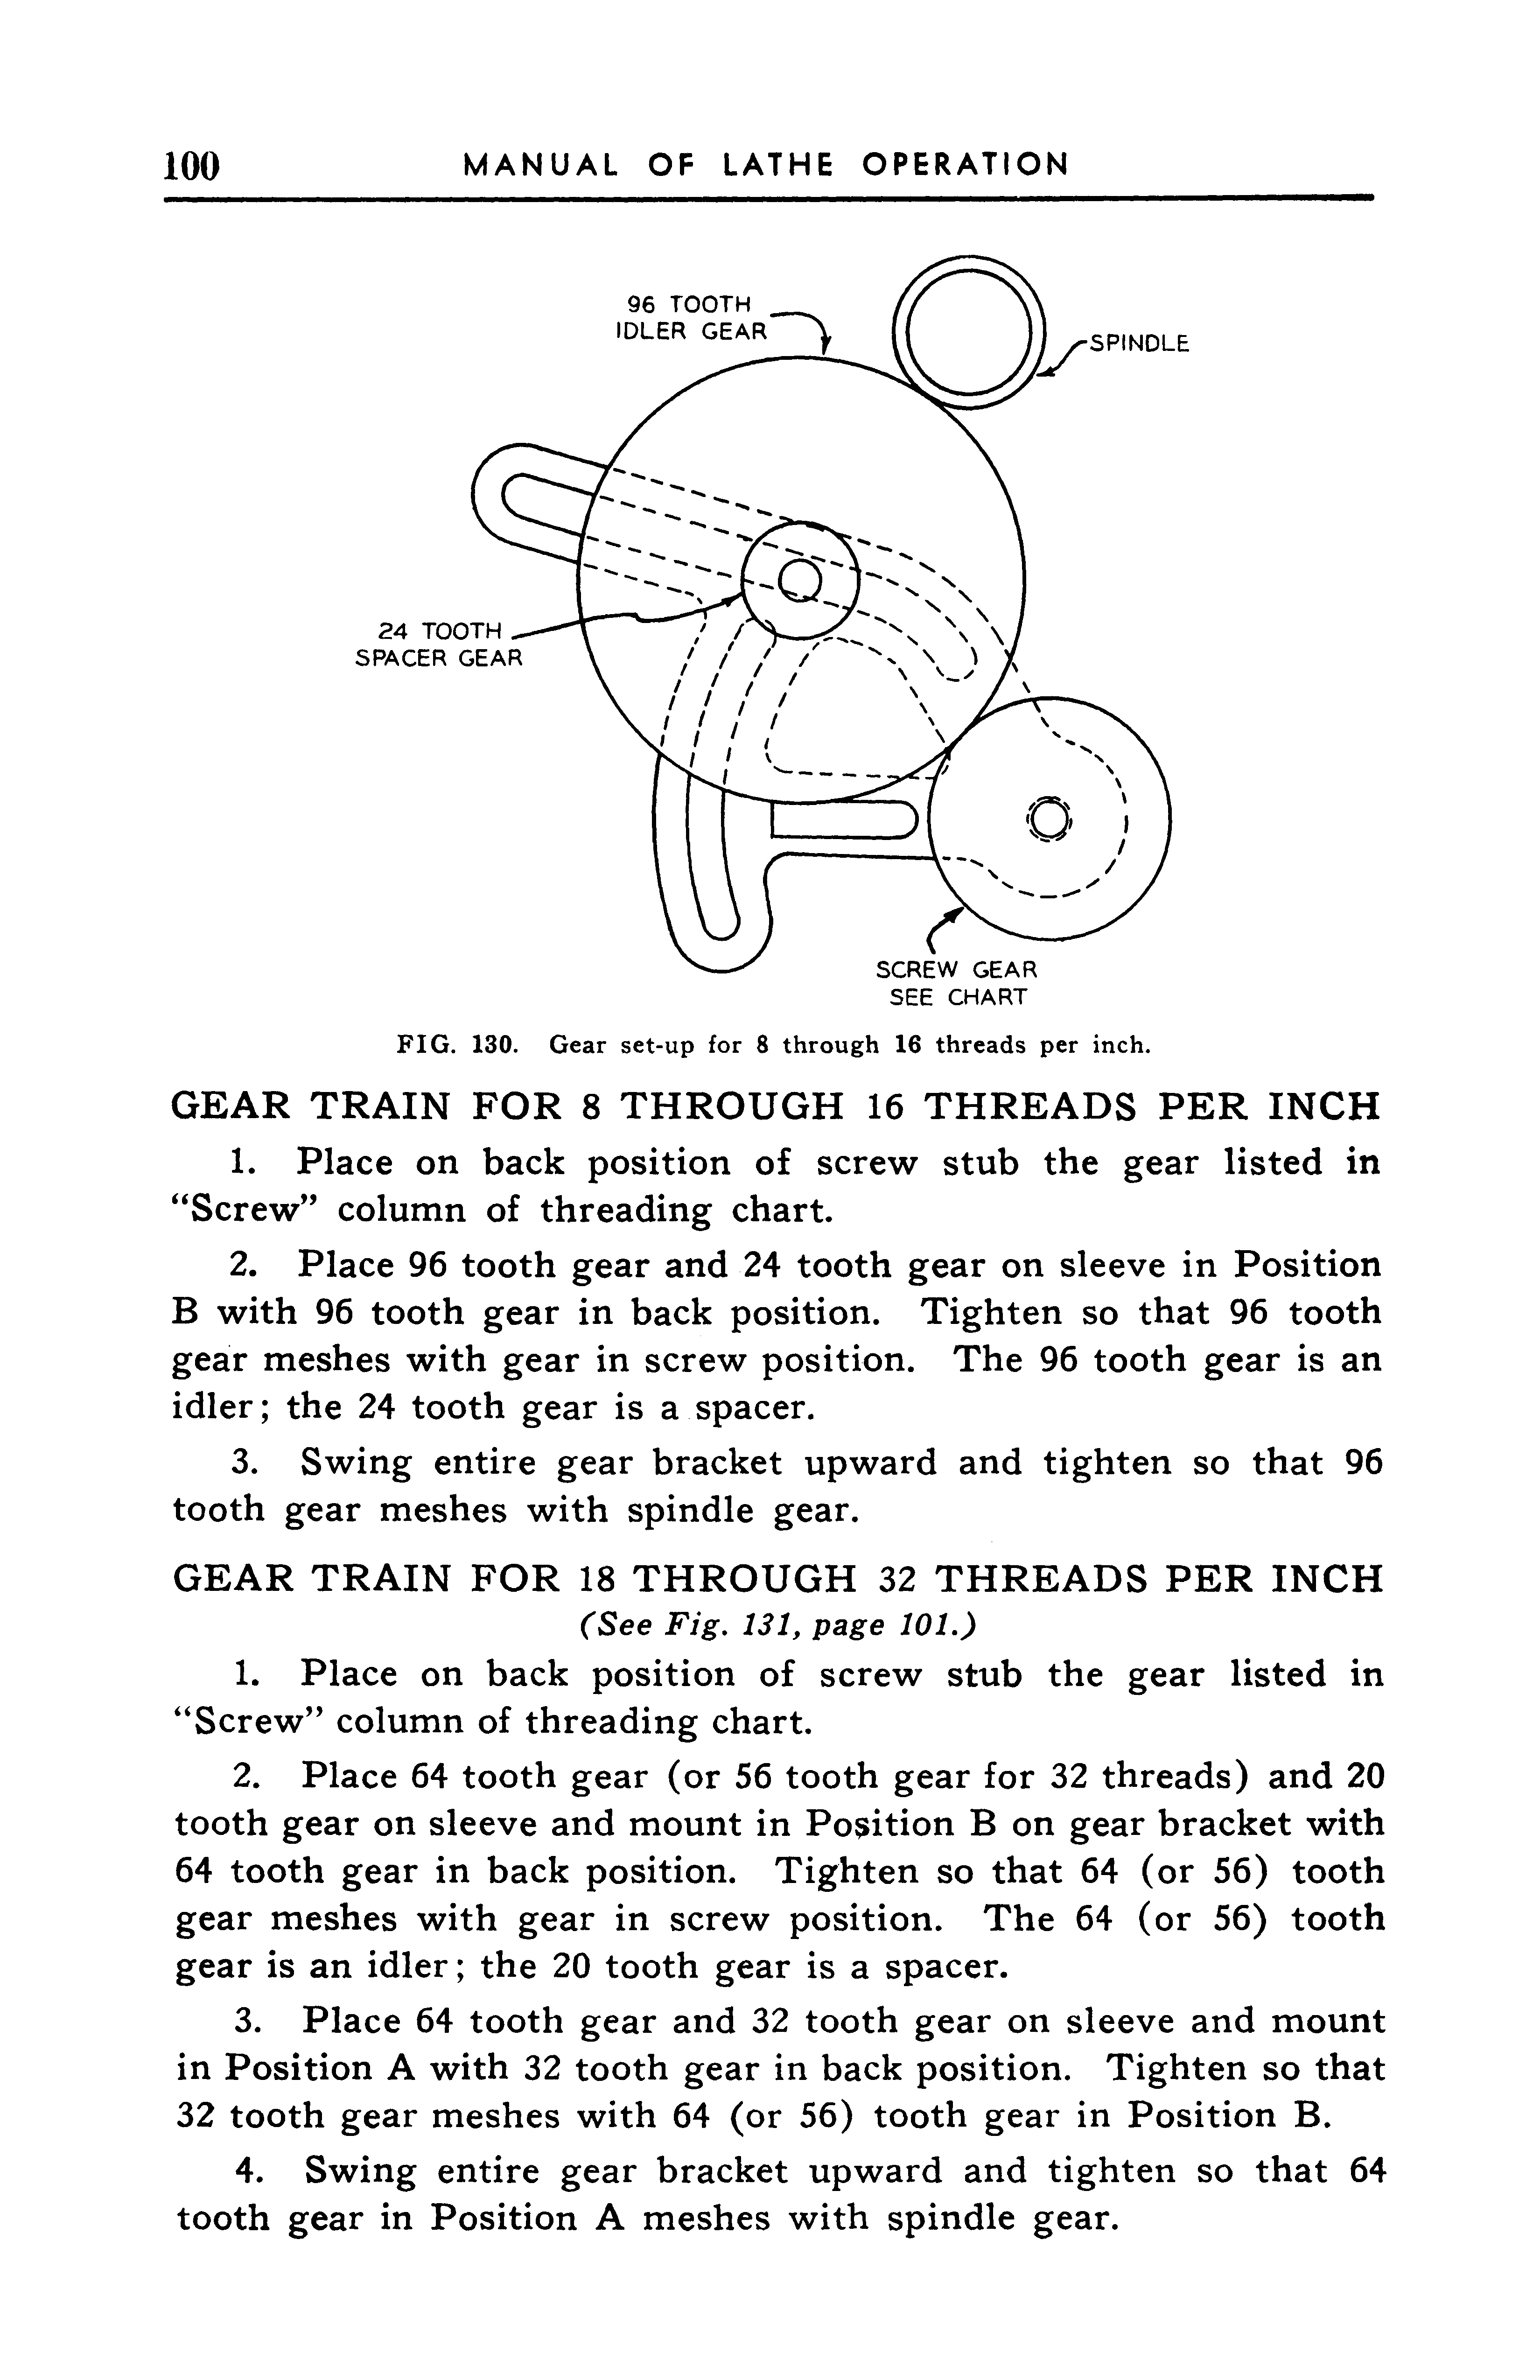 100 MANUAL OF LATHE OPERATION
96 TOOTH
IDLER GEAR
SPINDLE
24 TOOTH
SPACER GEAR
SCREW GEAR
SEE CHART
FIG. 130. Gear set-up for 8 through 16 threads per inch.
GEAR TRAIN FOR 8 THROUGH 16 THREADS PER INCH
1. Place on back position of screw stub the gear listed in
“Screw” column of threading chart.
2. Place 96 tooth gear and 24 tooth gear on sleeve in Position
B with 96 tooth gear in back position. Tighten so that 96 tooth
gear meshes with gear in screw position. The 96 tooth gear is an
idler; the 24 tooth gear is a spacer.
3. Swing entire gear bracket upward and tighten so that 96
tooth gear meshes with spindle gear.
GEAR TRAIN FOR 18 THROUGH 32 THREADS PER INCH
(See Fig. 131, page 101.)
1. Place on back position of screw stub the gear listed in
“Screw” column of threading chart.
2. Place 64 tooth gear (or 56 tooth gear for 32 threads) and 20
tooth gear on sleeve and mount in Position B on gear bracket with
64 tooth gear in back position. Tighten so that 64 (or 56) tooth
gear meshes with gear in screw position. The 64 (or 56) tooth
gear is an idler; the 20 tooth gear is a spacer.
3. Place 64 tooth gear and 32 tooth gear on sleeve and mount
in Position A with 32 tooth gear in back position. Tighten so that
32 tooth gear meshes with 64 (or 56) tooth gear in Position B.
4. Swing entire gear bracket upward and tighten so that 64
tooth gear in Position A meshes with spindle gear.